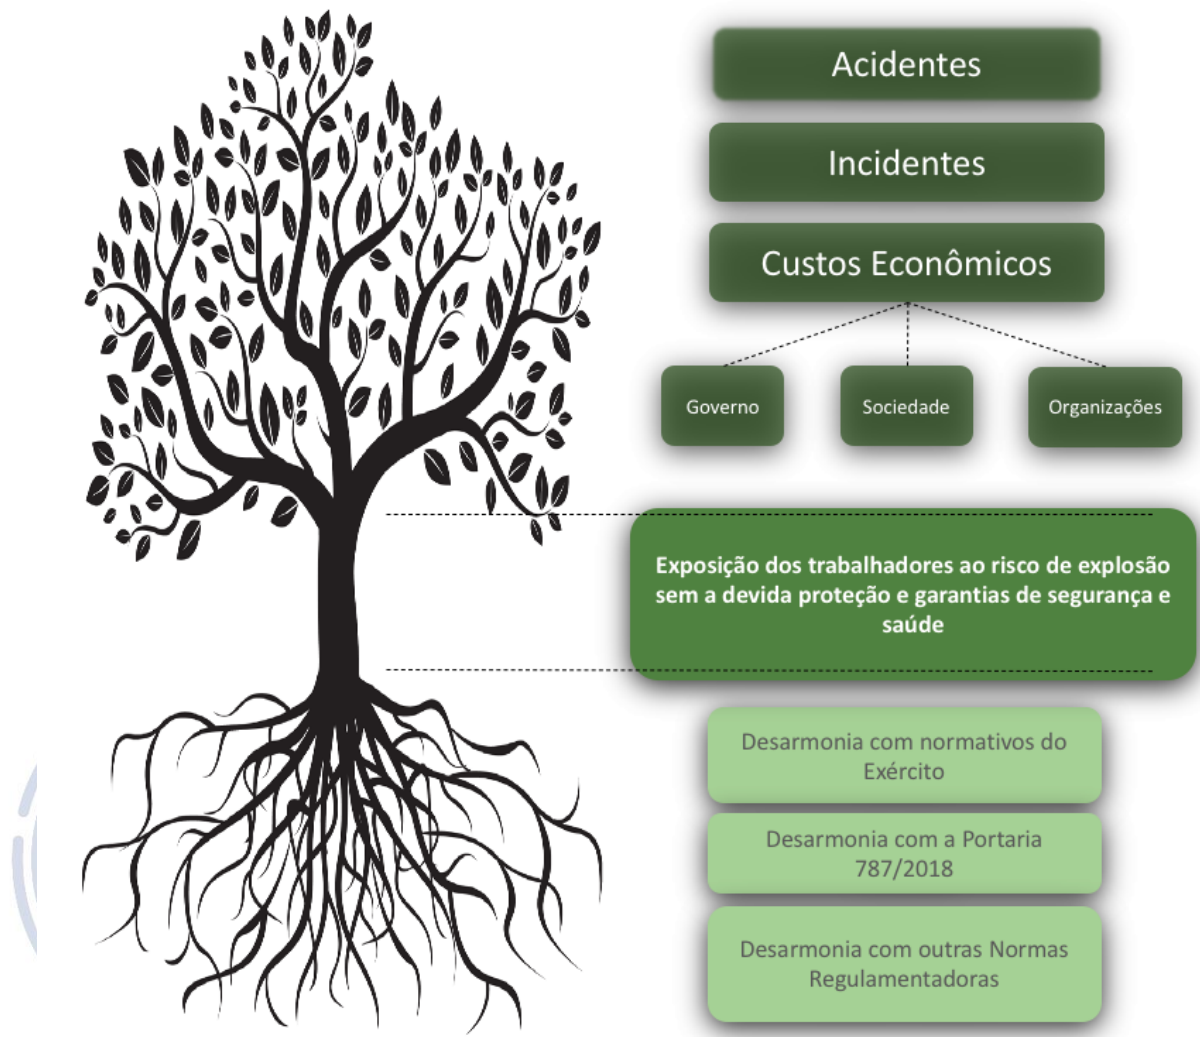 Acidentes
Incidentes
Custos Econômicos
Governo
Sociedade
Organizações
Exposição dos trabalhadores ao risco de explosão
sem a devida proteção e garantias de segurança e
saúde
Desarmonia com normativos do
Exército
Desarmonia com a Portaria
787/2018
Desarmonia com outras Normas
Regulamentadoras